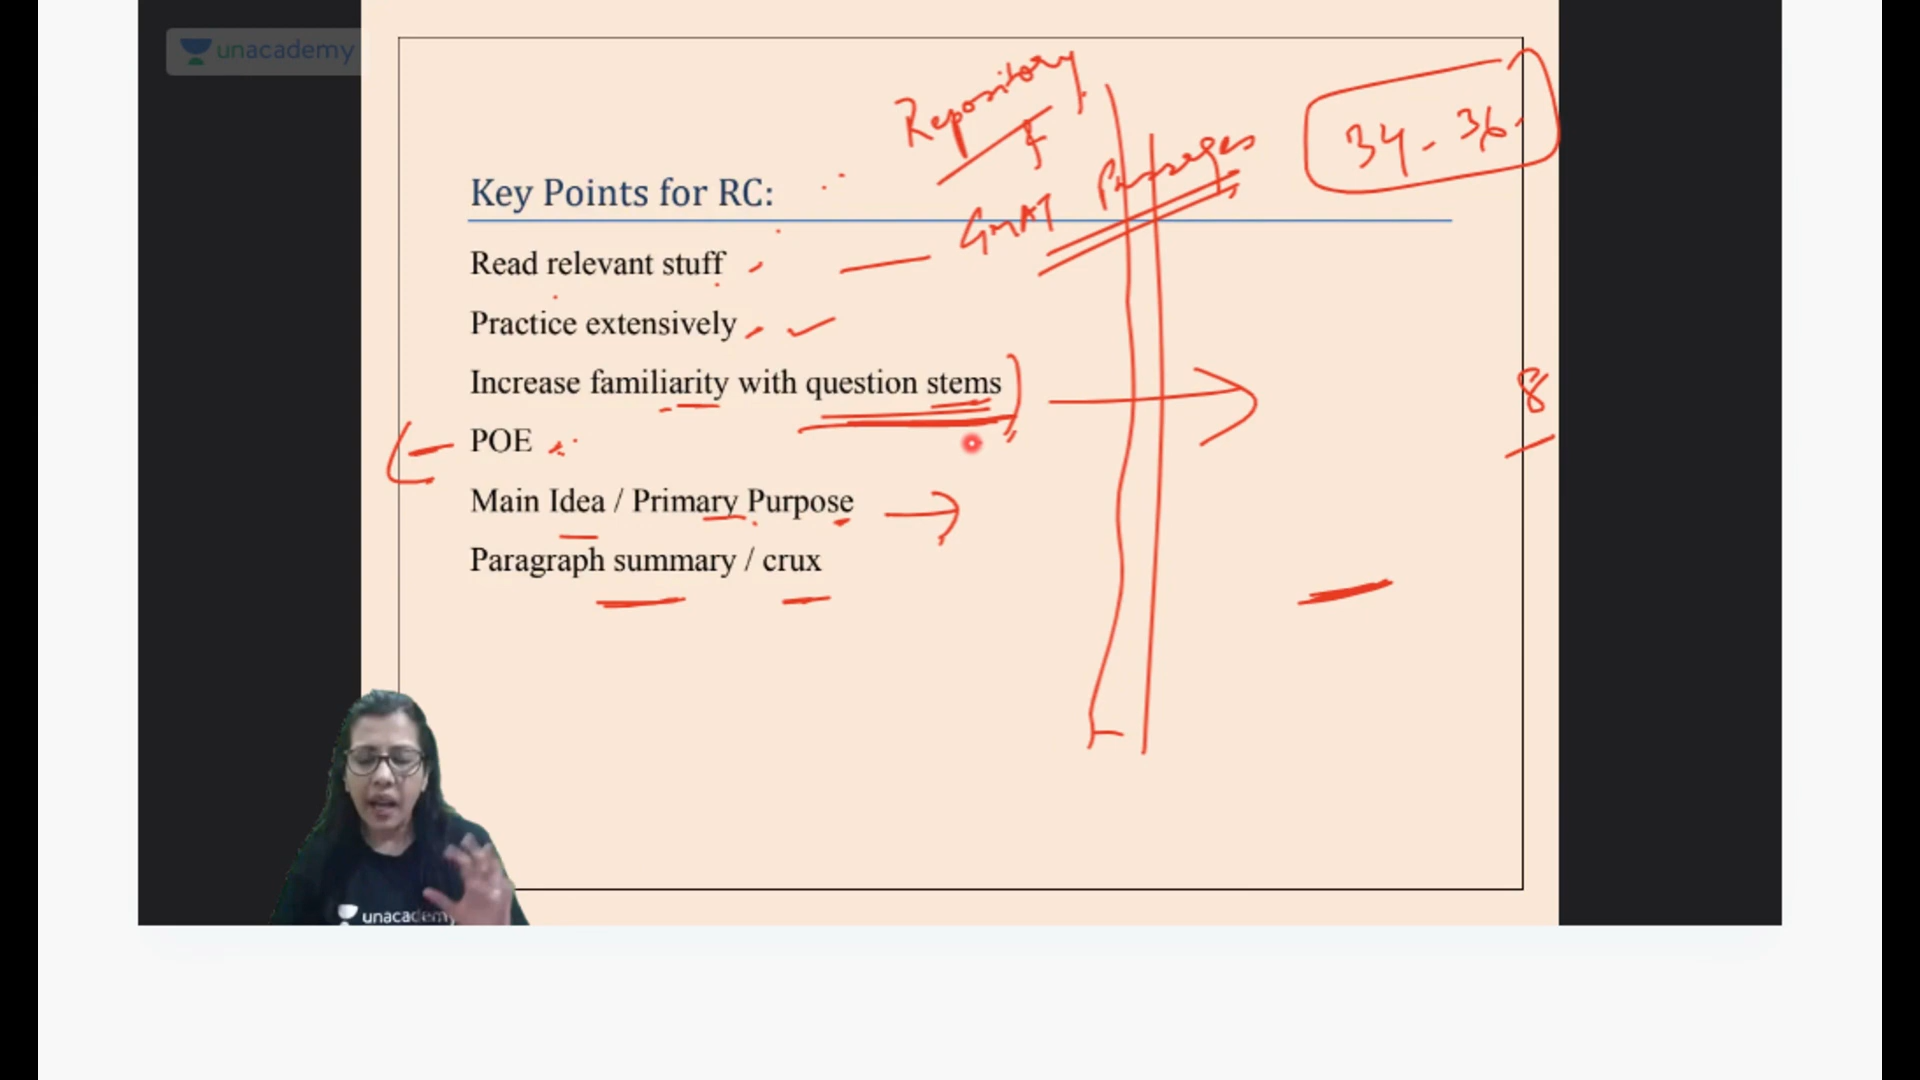 unacademy
Repository
of
34 - 36.
GMAT Passages
Key Points for RC:
Read relevant stuff
Practice extensively
Increase familiarity with question stems
8
POE
Main Idea / Primary Purpose
Paragraph summary / crux
unacademy